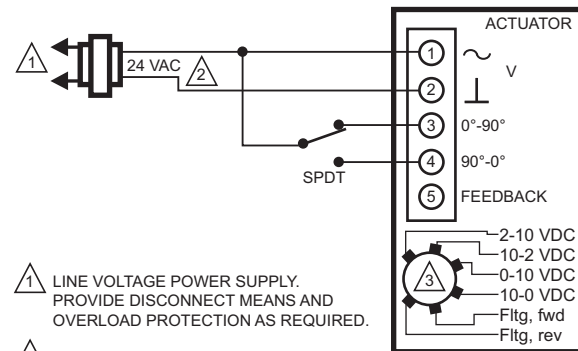 ACTUATOR
1
24 VAC
2
1
V
2
3
0°-90°
SPDT
4
90°-0°
5
FEEDBACK
2-10 VDC
10-2 VDC
3
0-10 VDC
10-0 VDC
Fltg, fwd
Fltg, rev
1 LINE VOLTAGE POWER SUPPLY.
PROVIDE DISCONNECT MEANS AND
OVERLOAD PROTECTION AS REQUIRED.